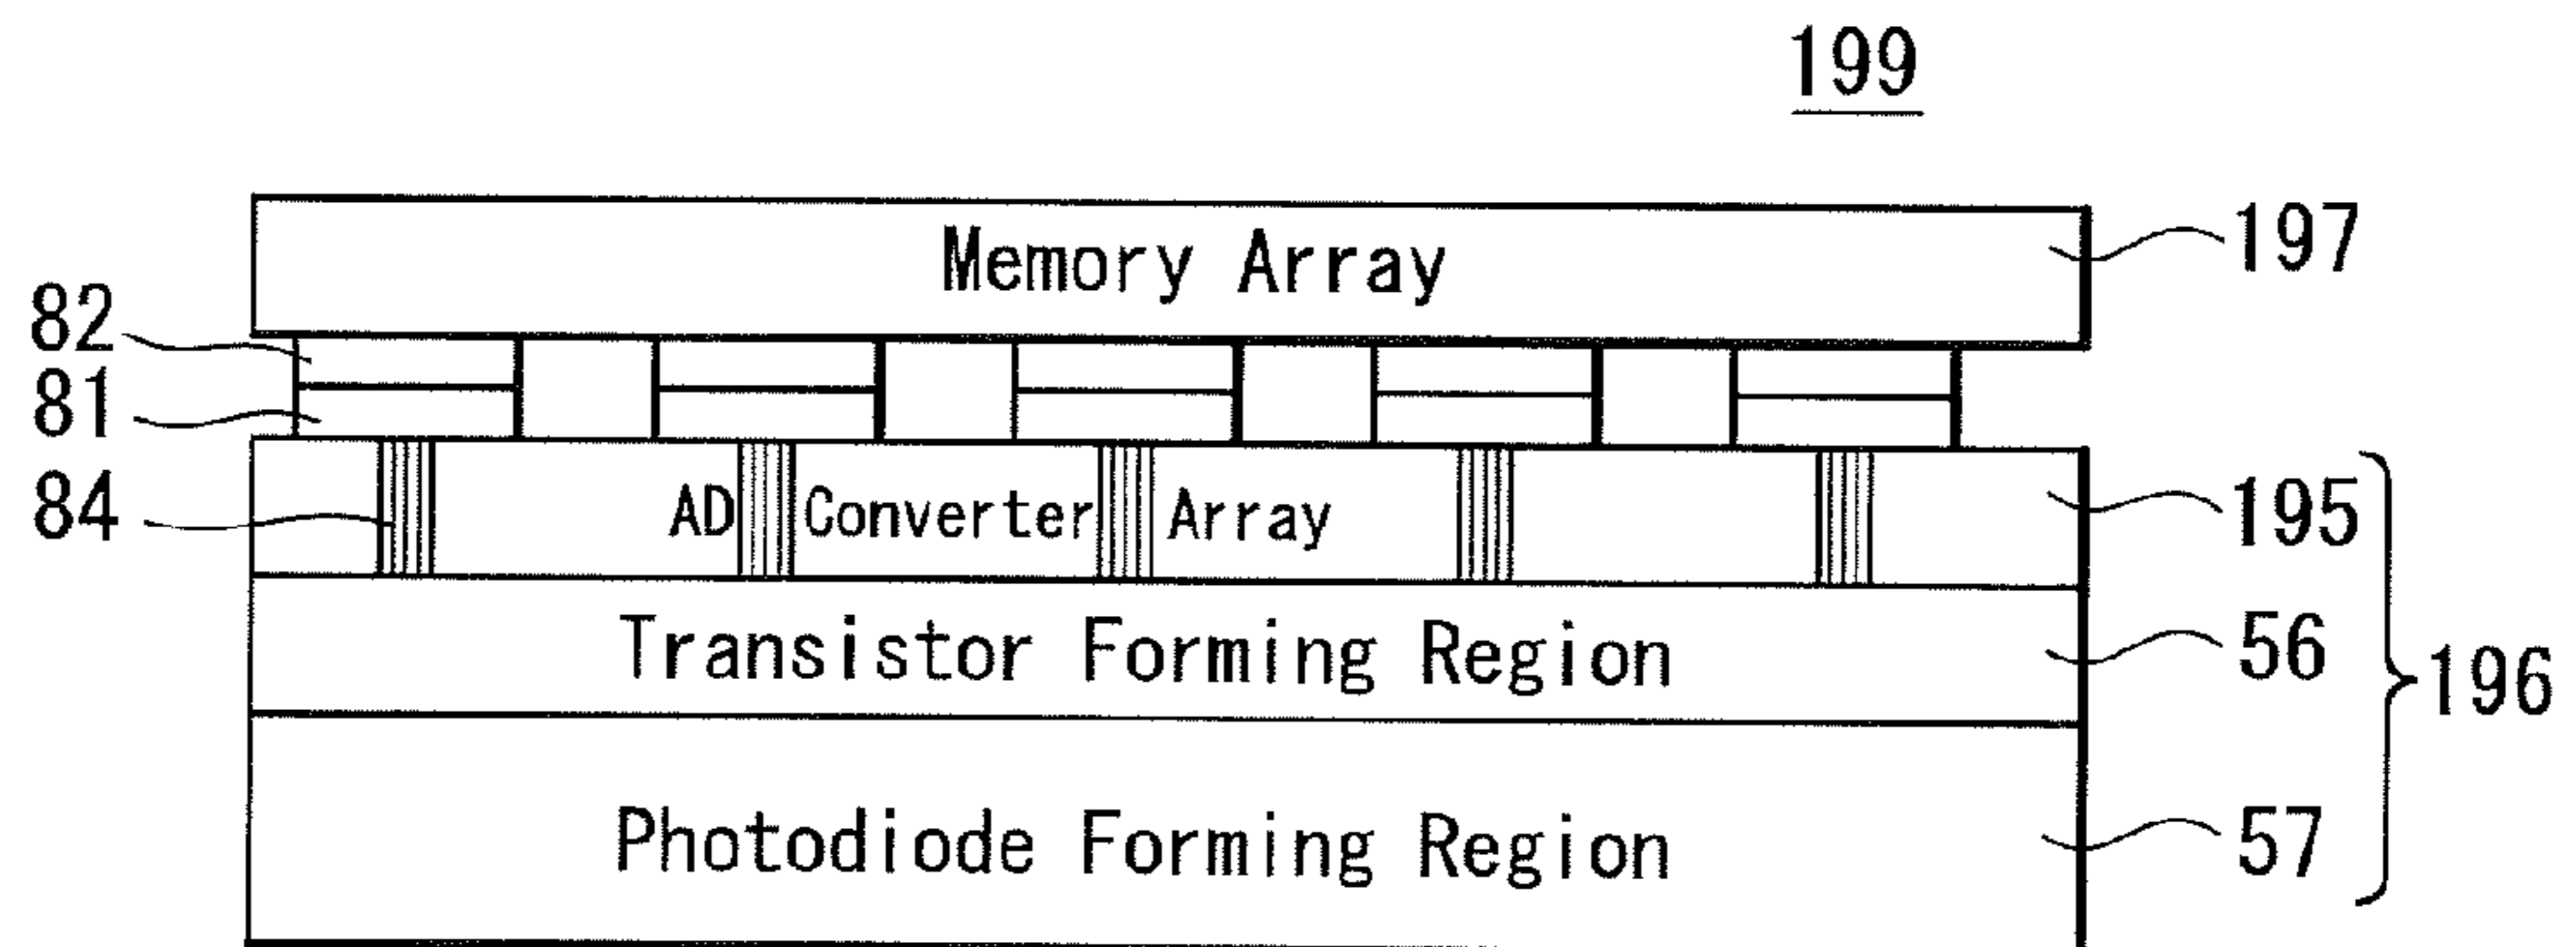 199
Memory Array
197
82
81
84
AD Converter Array
195
Transistor Forming Region
56
196
Photodiode Forming Region
57